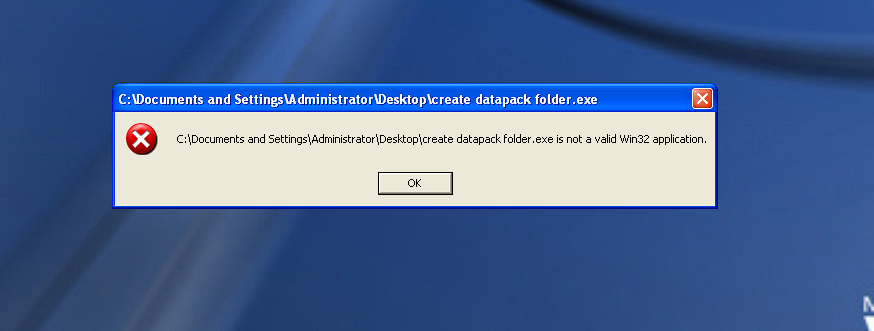 C:\Documents and Settings\Administrator\Desktop\create datapack folder.exe
C:\Documents and Settings\Administrator\Desktop\create datapack folder.exe is not a valid Win32 application.
OK